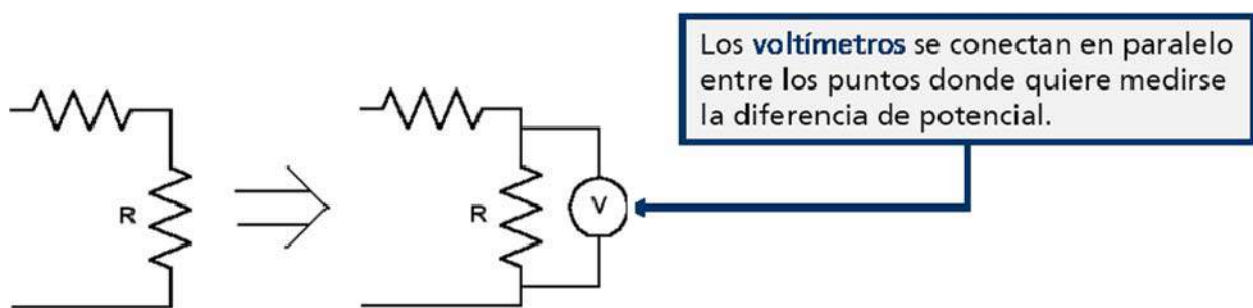 Los voltímetros se conectan en paralelo
entre los puntos donde quiere medirse
la diferencia de potencial.
R
R
V